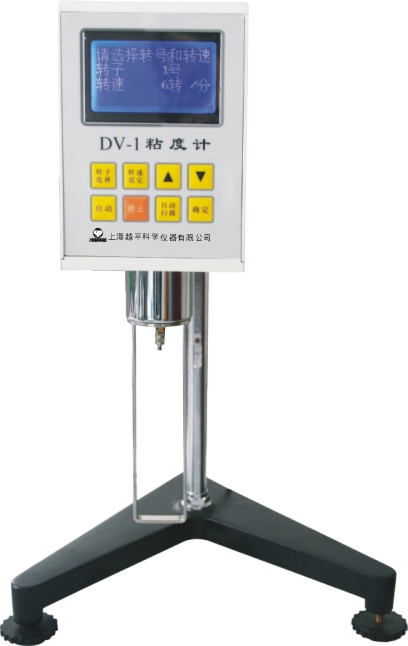 请选择转号和转速
转子 1号
转速 6转 /分
DV-1 粘度计
转子选择 转速设定 ▲ ▼
启动 停止 自动扫描 确定
上海越平科学仪器有限公司